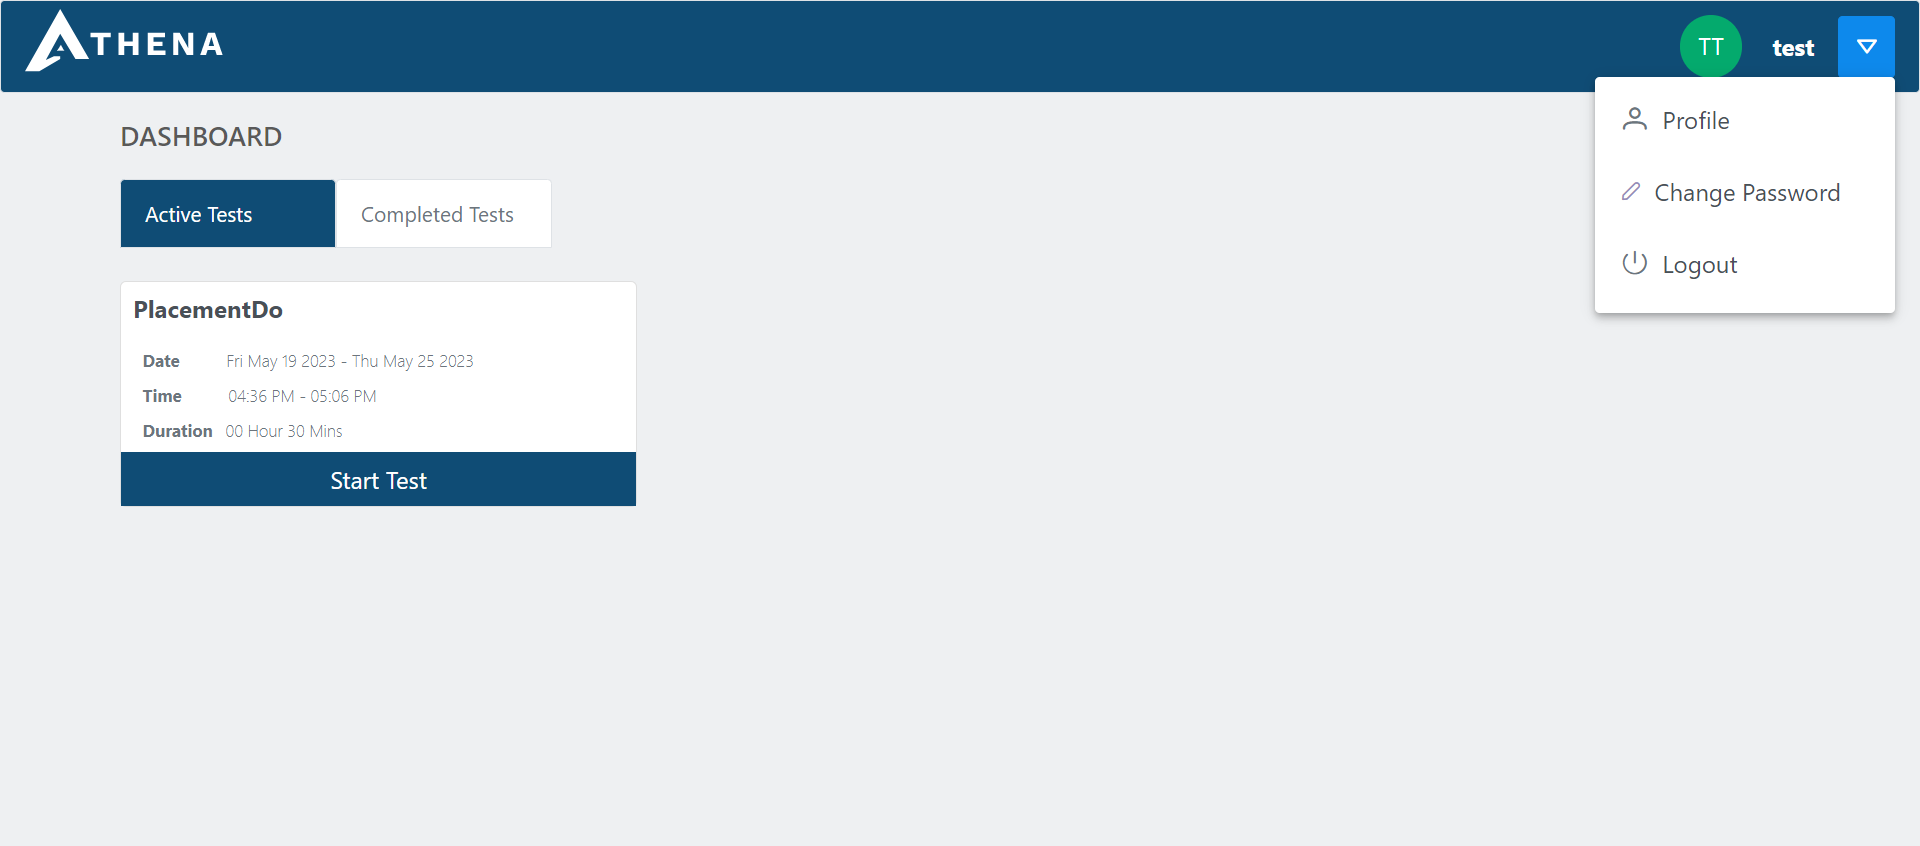 ATHENA
TT
test
Profile
Change Password
Logout
DASHBOARD
Active Tests
Completed Tests
PlacementDo
Date Fri May 19 2023 - Thu May 25 2023
Time 04:36 PM - 05:06 PM
Duration 00 Hour 30 Mins
Start Test